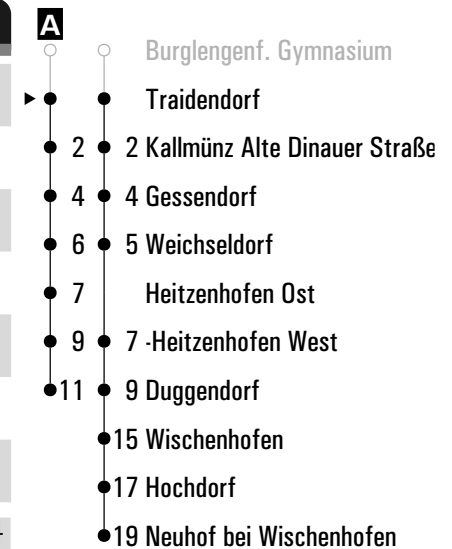 A
Burglengenf. Gymnasium
Traidendorf
2 2 Kallmünz Alte Dinauer Straße
4 4 Gessendorf
6 5 Weichseldorf
7 Heitzenhofen Ost
9 7 -Heitzenhofen West
11 9 Duggendorf
15 Wischenhofen
17 Hochdorf
19 Neuhof bei Wischenhofen